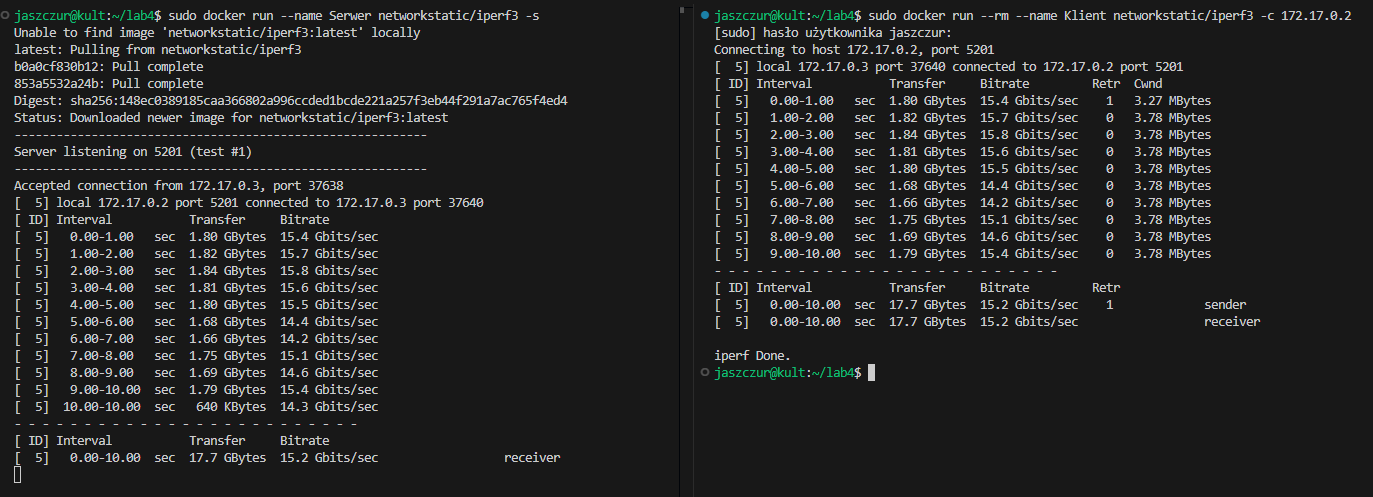 jaszczur@kult:~/lab4$ sudo docker run --name Serwer networkstatic/iperf3 -s
Unable to find image 'networkstatic/iperf3:latest' locally
latest: Pulling from networkstatic/iperf3
b0a0cf830b12: Pull complete
853a5532a24b: Pull complete
Digest: sha256:148ec0389185caa366802a996ccded1bcde221a257f3eb44f291a7ac765f4ed4
Status: Downloaded newer image for networkstatic/iperf3:latest
-----------------------------------------------------------
Server listening on 5201 (test #1)
-----------------------------------------------------------
Accepted connection from 172.17.0.3, port 37638
[  5] local 172.17.0.2 port 5201 connected to 172.17.0.3 port 37640
[ ID] Interval           Transfer     Bitrate
[  5]   0.00-1.00   sec  1.80 GBytes  15.4 Gbits/sec
[  5]   1.00-2.00   sec  1.82 GBytes  15.7 Gbits/sec
[  5]   2.00-3.00   sec  1.84 GBytes  15.8 Gbits/sec
[  5]   3.00-4.00   sec  1.81 GBytes  15.6 Gbits/sec
[  5]   4.00-5.00   sec  1.80 GBytes  15.5 Gbits/sec
[  5]   5.00-6.00   sec  1.68 GBytes  14.4 Gbits/sec
[  5]   6.00-7.00   sec  1.66 GBytes  14.2 Gbits/sec
[  5]   7.00-8.00   sec  1.75 GBytes  15.1 Gbits/sec
[  5]   8.00-9.00   sec  1.69 GBytes  14.6 Gbits/sec
[  5]   9.00-10.00  sec  1.79 GBytes  15.4 Gbits/sec
[  5]  10.00-10.00  sec   640 KBytes  14.3 Gbits/sec
- - - - - - - - - - - - - - - - - - - - - - - - -
[ ID] Interval           Transfer     Bitrate
[  5]   0.00-10.00  sec  17.7 GBytes  15.2 Gbits/sec                  receiver
jaszczur@kult:~/lab4$ sudo docker run --rm --name Klient networkstatic/iperf3 -c 172.17.0.2
[sudo] hasło użytkownika jaszczur:
Connecting to host 172.17.0.2, port 5201
[  5] local 172.17.0.3 port 37640 connected to 172.17.0.2 port 5201
[ ID] Interval           Transfer     Bitrate         Retr  Cwnd
[  5]   0.00-1.00   sec  1.80 GBytes  15.4 Gbits/sec    1   3.27 MBytes
[  5]   1.00-2.00   sec  1.82 GBytes  15.7 Gbits/sec    0   3.78 MBytes
[  5]   2.00-3.00   sec  1.84 GBytes  15.8 Gbits/sec    0   3.78 MBytes
[  5]   3.00-4.00   sec  1.81 GBytes  15.6 Gbits/sec    0   3.78 MBytes
[  5]   4.00-5.00   sec  1.80 GBytes  15.5 Gbits/sec    0   3.78 MBytes
[  5]   5.00-6.00   sec  1.68 GBytes  14.4 Gbits/sec    0   3.78 MBytes
[  5]   6.00-7.00   sec  1.66 GBytes  14.2 Gbits/sec    0   3.78 MBytes
[  5]   7.00-8.00   sec  1.75 GBytes  15.1 Gbits/sec    0   3.78 MBytes
[  5]   8.00-9.00   sec  1.69 GBytes  14.6 Gbits/sec    0   3.78 MBytes
[  5]   9.00-10.00  sec  1.79 GBytes  15.4 Gbits/sec    0   3.78 MBytes
- - - - - - - - - - - - - - - - - - - - - - - - -
[ ID] Interval           Transfer     Bitrate         Retr
[  5]   0.00-10.00  sec  17.7 GBytes  15.2 Gbits/sec    1             sender
[  5]   0.00-10.00  sec  17.7 GBytes  15.2 Gbits/sec                  receiver
iperf Done.
jaszczur@kult:~/lab4$